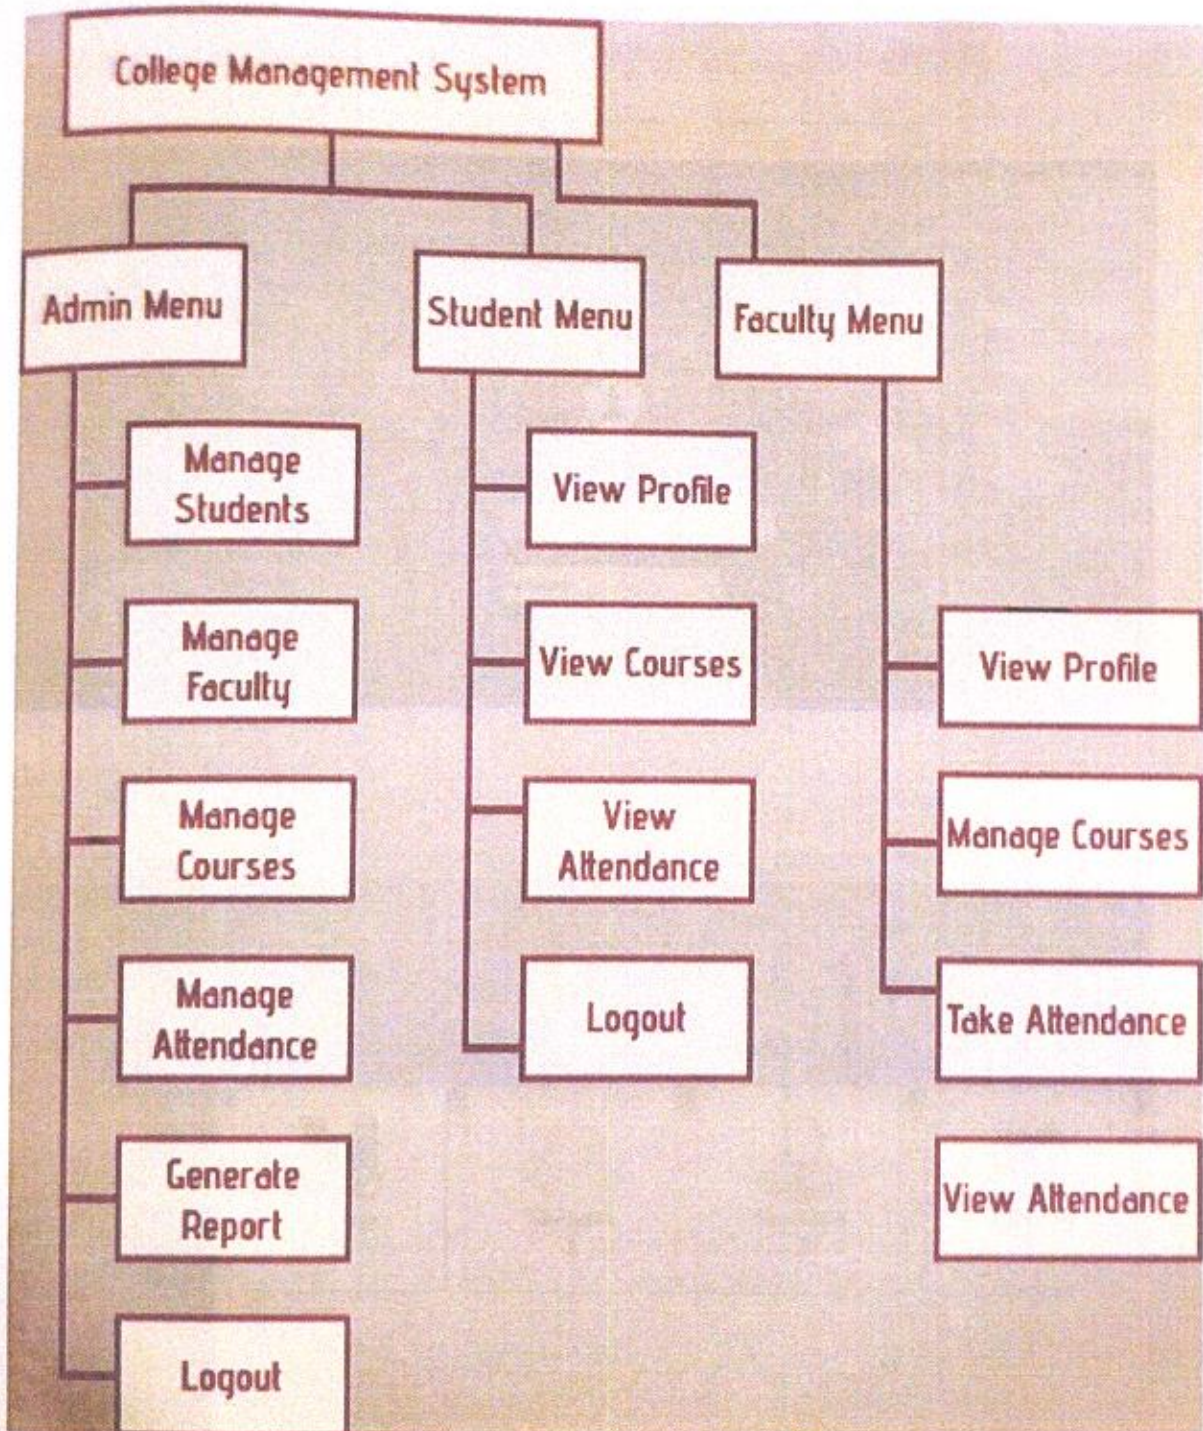 College Management System
Admin Menu
Student Menu
Faculty Menu
Manage
Students
Manage
Faculty
Manage
Courses
Manage
Attendance
Generate
Report
Logout
View Profile
View Courses
View
Attendance
Logout
View Profile
Manage Courses
Take Attendance
View Attendance